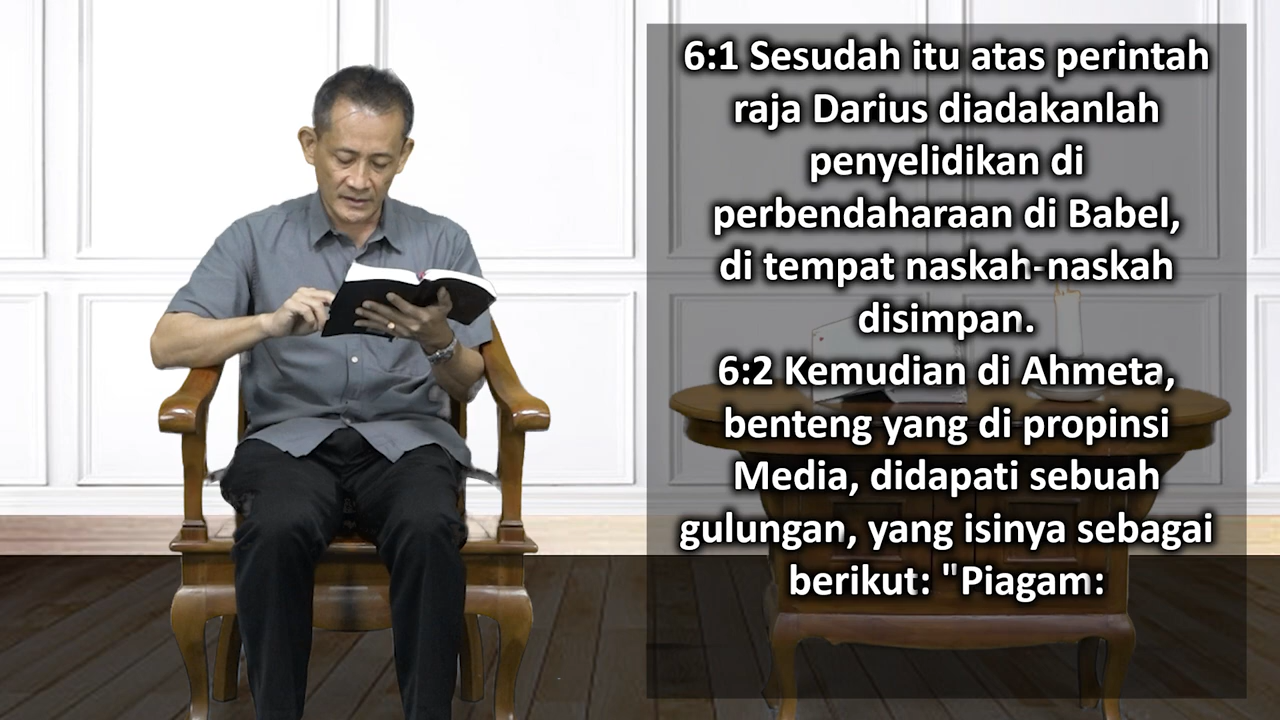 6:1 Sesudah itu atas perintah
raja Darius diadakanlah
penyelidikan di
perbendaharaan di Babel,
di tempat naskah-naskah
disimpan.
6:2 Kemudian di Ahmeta,
benteng yang di propinsi
Media, didapati sebuah
gulungan, yang isinya sebagai
berikut: "Piagam: